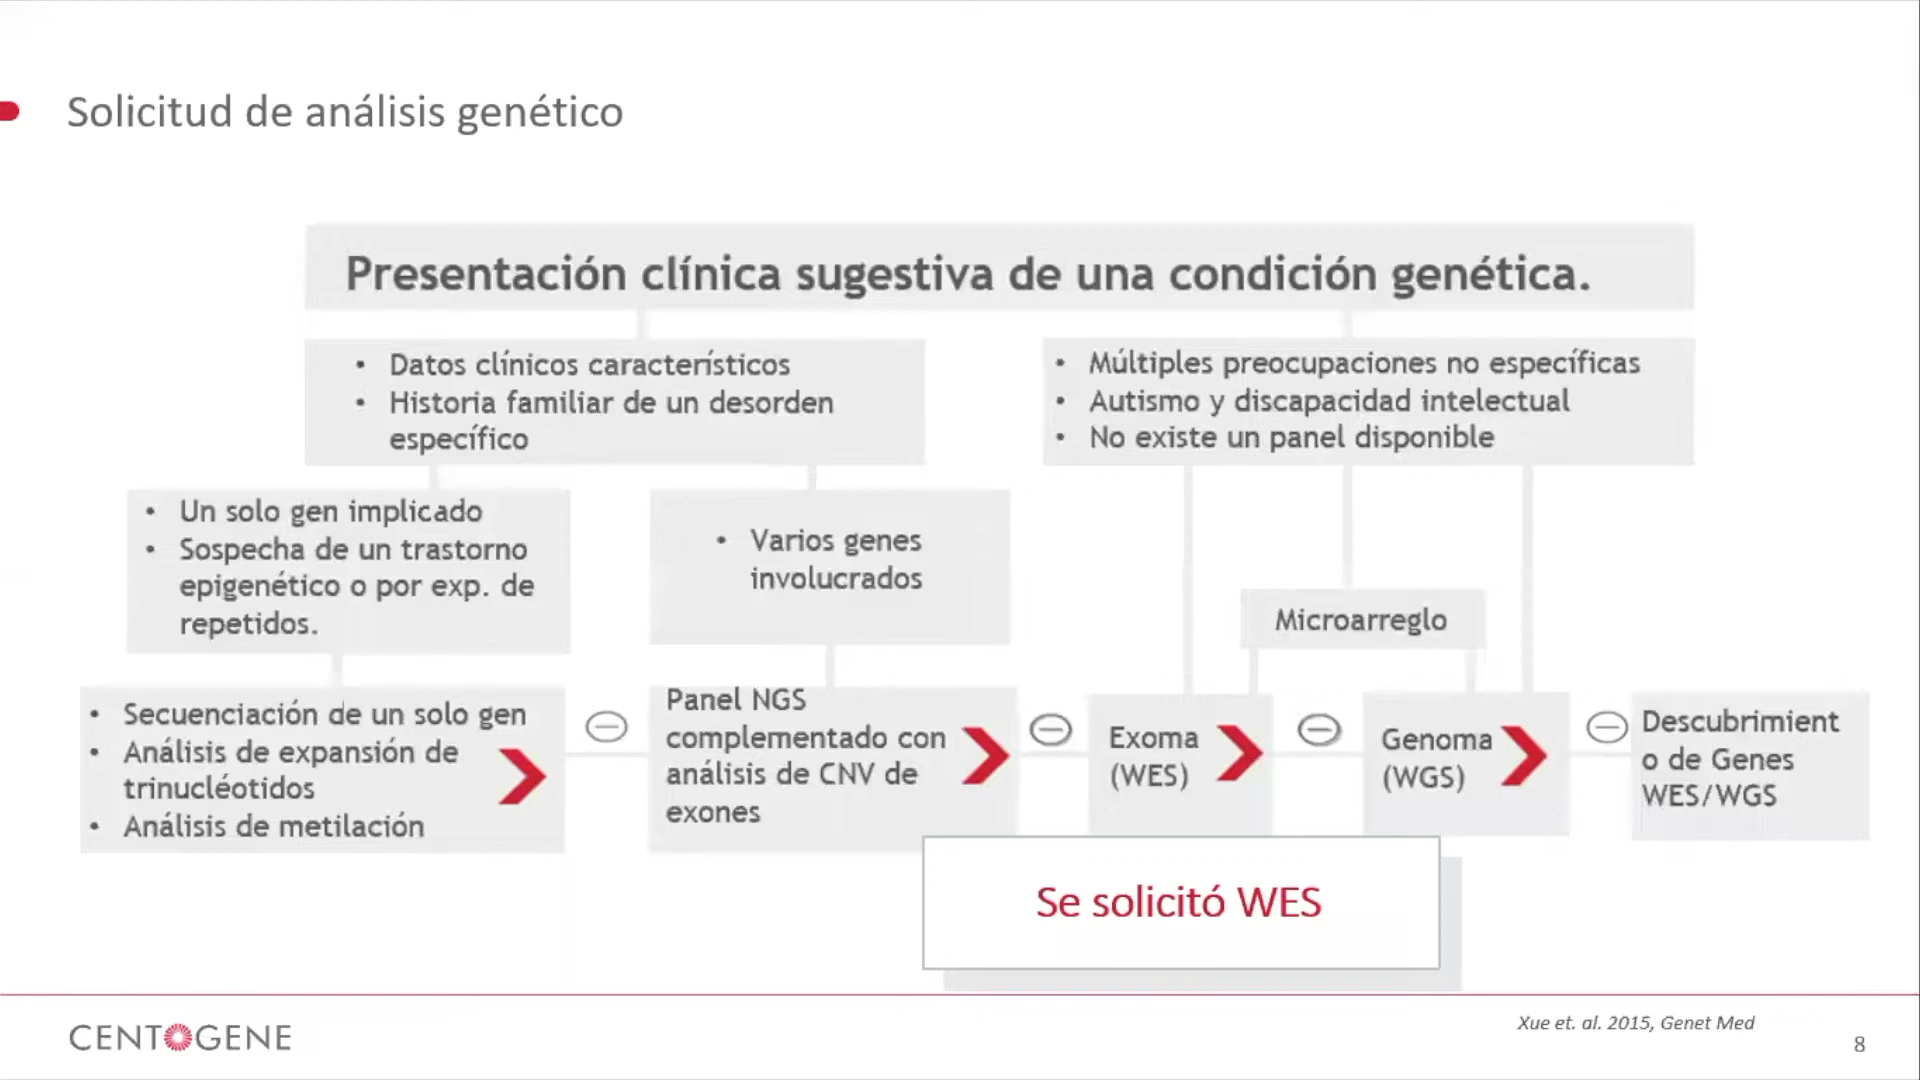 Solicitud de análisis genético
Presentación clínica sugestiva de una condición genética.
• Datos clínicos característicos
• Historia familiar de un desorden
específico
• Múltiples preocupaciones no específicas
• Autismo y discapacidad intelectual
• No existe un panel disponible
• Un solo gen implicado
• Sospecha de un trastorno
epigenético o por exp. de
repetidos.
• Varios genes
involucrados
Microarreglo
• Secuenciación de un solo gen
• Análisis de expansión de
trinucléotidos
• Análisis de metilación
Panel NGS
complementado con
análisis de CNV de
exones
Exoma
(WES)
Genoma
(WGS)
Descubrimient
o de Genes
WES/WGS
Se solicitó WES
CENTOGENE
Xue et. al. 2015, Genet Med
8